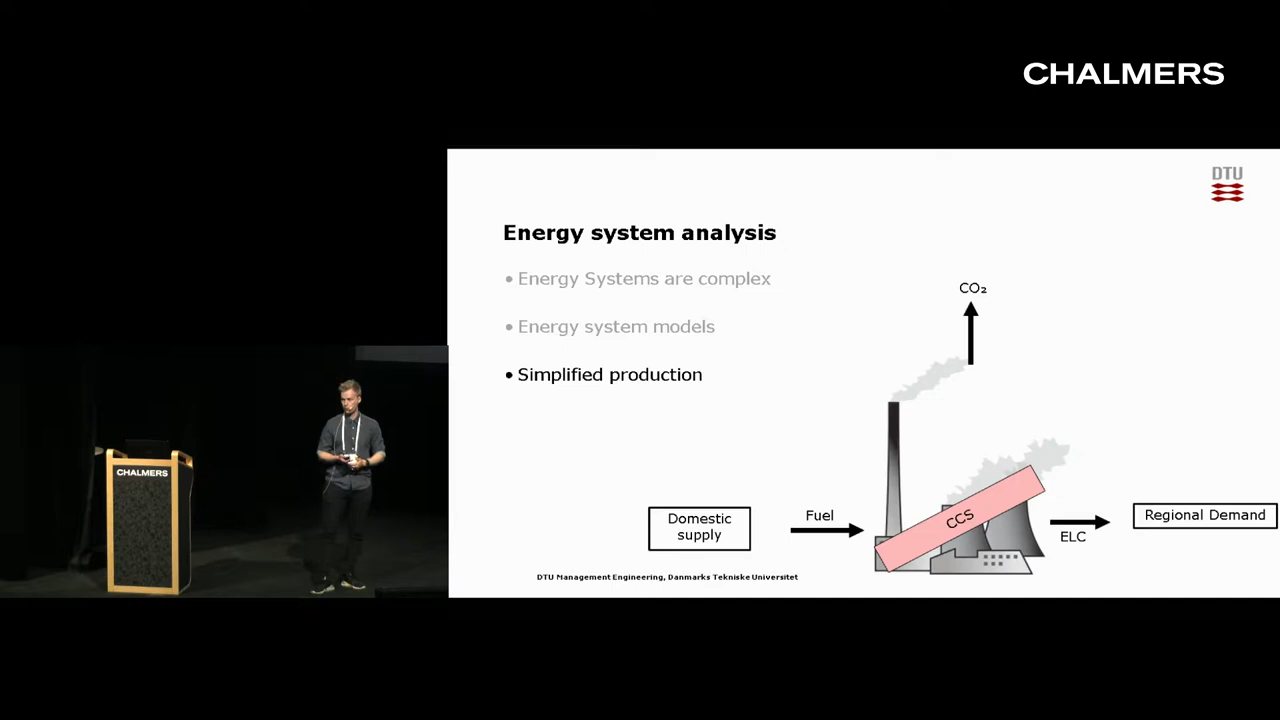 CHALMERS
DTU
Energy system analysis
• Energy Systems are complex
• Energy system models
• Simplified production
CO₂
CCS
Domestic
supply
Fuel
ELC
Regional Demand
DTU Management Engineering, Danmarks Tekniske Universitet
CHALMERS